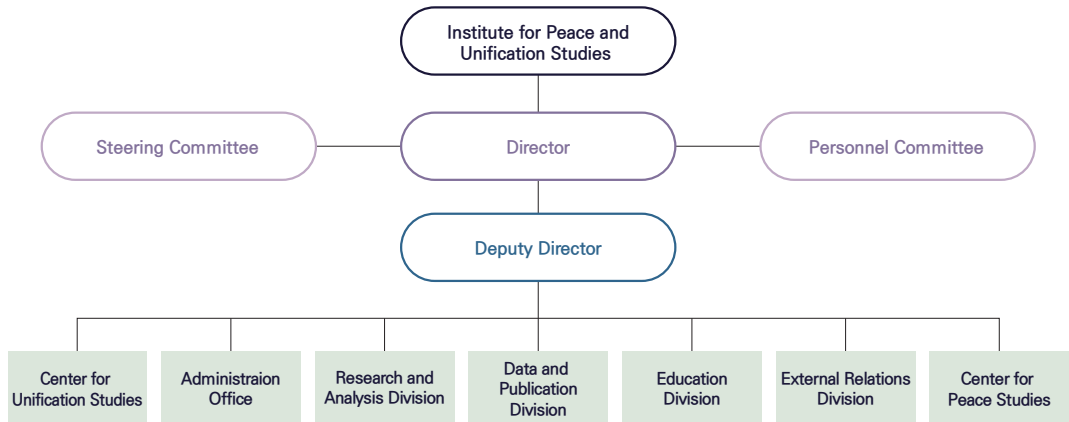 Institute for Peace and
Unification Studies
Steering Committee
Director
Personnel Committee
Deputy Director
Center for
Unification Studies
Administraion
Office
Research and
Analysis Division
Data and
Publication
Division
Education
Division
External Relations
Division
Center for
Peace Studies